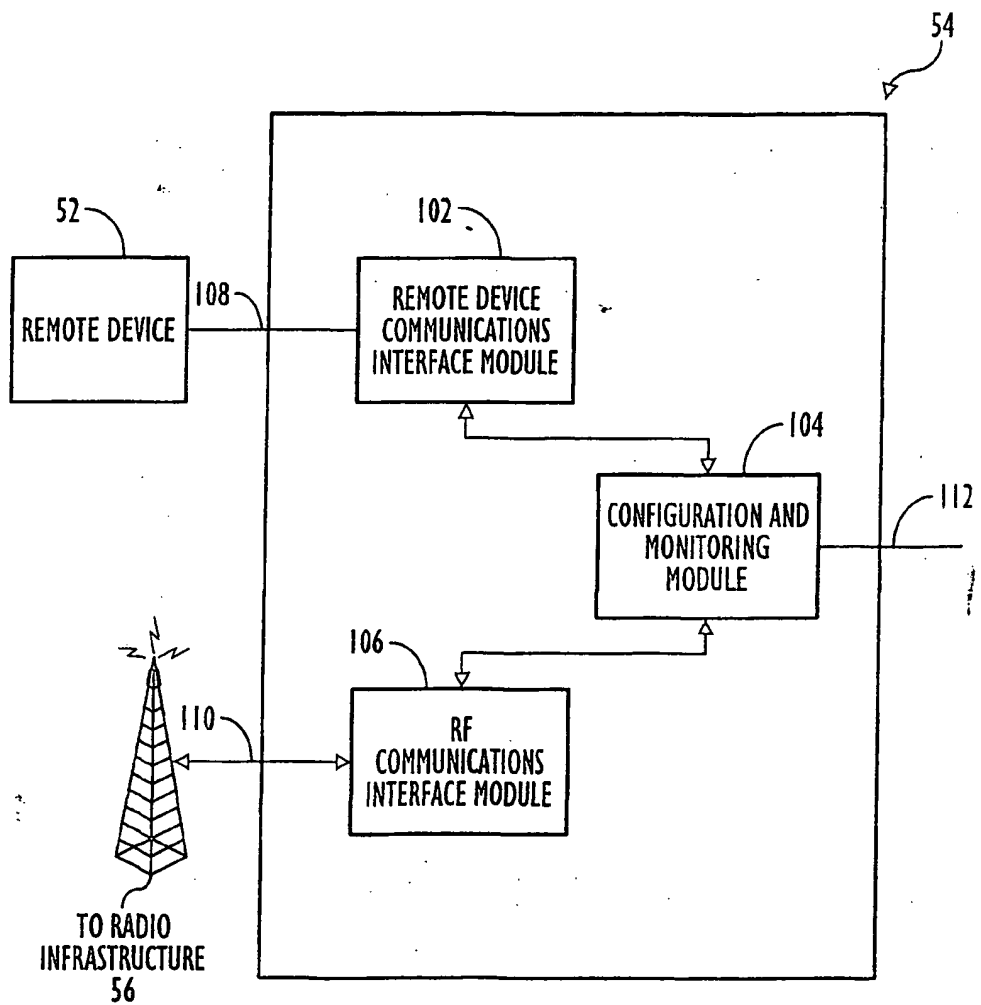 54
52
102
REMOTE DEVICE
108
REMOTE DEVICE
COMMUNICATIONS
INTERFACE MODULE
104
CONFIGURATION AND
MONITORING
MODULE
112
106
110
RF
COMMUNICATIONS
INTERFACE MODULE
TO RADIO
INFRASTRUCTURE
56